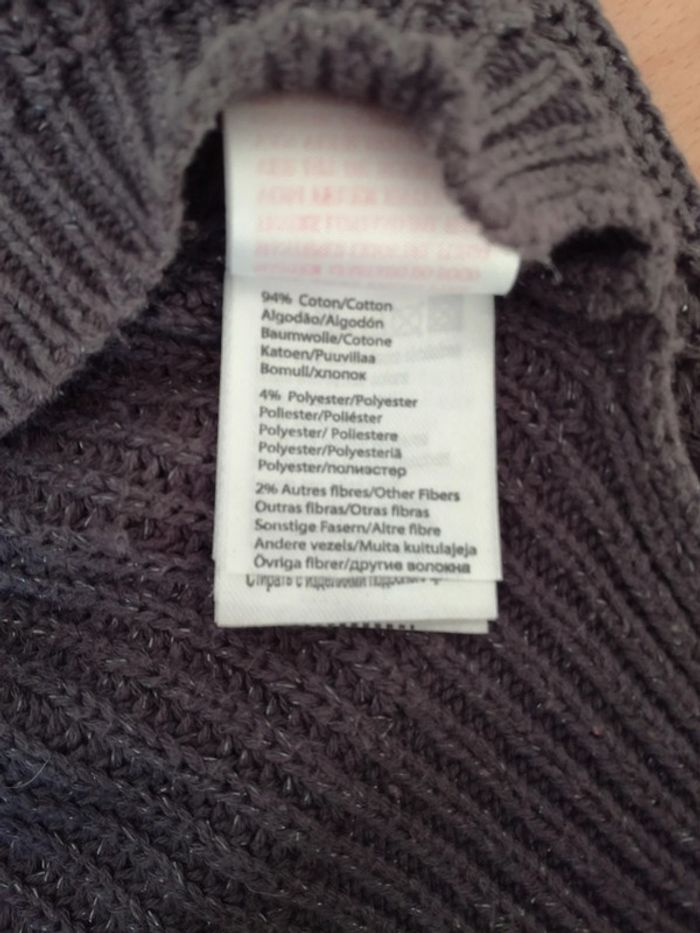 94% Coton/Cotton
Algodão/Algodón
Baumwolle/Cotone
Katoen/Puuvillaa
Bomull/хлопок
4% Polyester/Polyester
Poliester/Poliéster
Polyester/ Poliestere
Polyester/Polyesteriä
Polyester/полиэстер
2% Autres fibres/Other Fibers
Outras fibras/Otras fibras
Sonstige Fasern/Altre fibre
Andere vezels/Muita kuitulajeja
Övriga fibrer/другие волокна
Стирать с изделиями